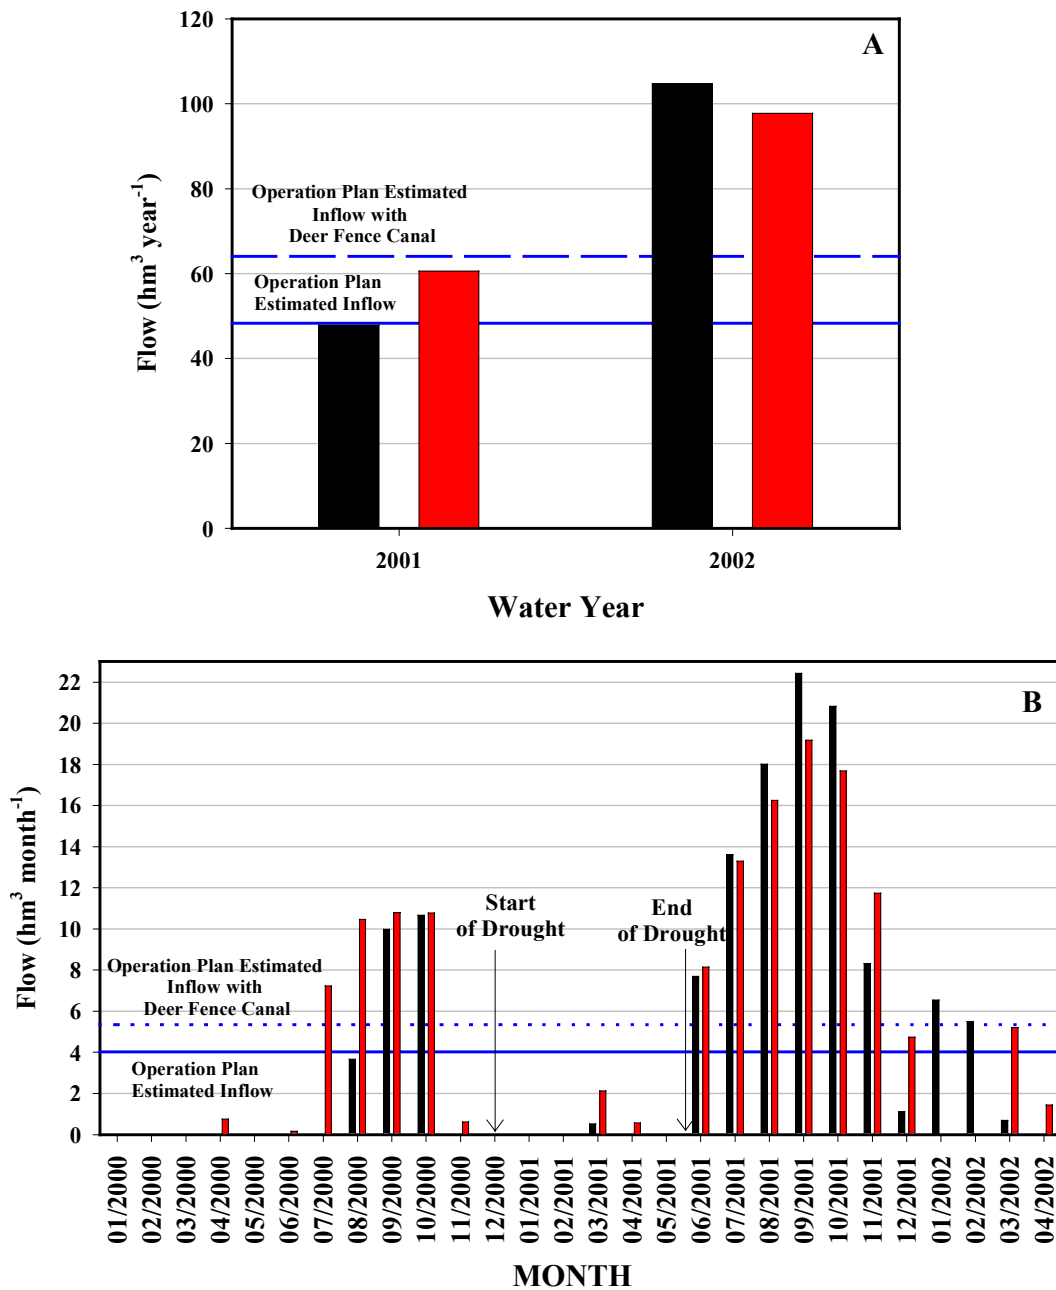 120
A
100
80
60
40
20
0
Flow (hm³ year⁻¹)
Operation Plan Estimated
Inflow with
Deer Fence Canal
Operation Plan
Estimated Inflow
2001 2002
Water Year
22
B
20
18
16
14
12
10
8
6
4
2
0
Flow (hm³ month⁻¹)
Start
of Drought
End
of Drought
Operation Plan Estimated
Inflow with
Deer Fence Canal
Operation Plan
Estimated Inflow
01/2000
02/2000
03/2000
04/2000
05/2000
06/2000
07/2000
08/2000
09/2000
10/2000
11/2000
12/2000
01/2001
02/2001
03/2001
04/2001
05/2001
06/2001
07/2001
08/2001
09/2001
10/2001
11/2001
12/2001
01/2002
02/2002
03/2002
04/2002
MONTH